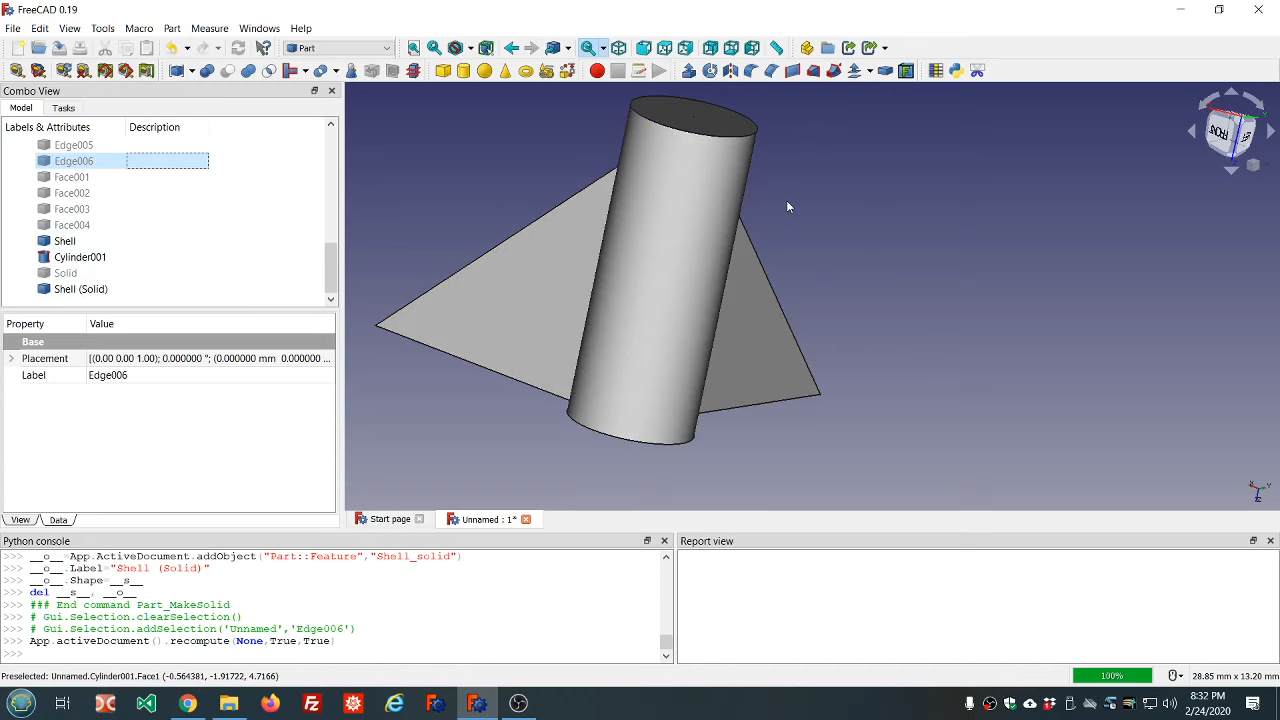 FreeCAD 0.19
File Edit View Tools Macro Part Measure Windows Help
Part
Combo View
Model Tasks
Labels & Attributes Description
Edge005
Edge006
Face001
Face002
Face003
Face004
Shell
Cylinder001
Solid
Shell (Solid)
Property Value
Base
Placement [(0.00 0.00 1.00); 0.000000 °; (0.000000 mm 0.000000 ...
Label Edge006
View Data
Start page Unnamed : 1*
Python console
>>> __o__=App.ActiveDocument.addObject("Part::Feature","Shell_solid")
>>> __o__.Label="Shell (Solid)"
>>> __o__.Shape=__s__
>>> del __s__, __o__
>>> ### End command Part_MakeSolid
>>> # Gui.Selection.clearSelection()
>>> # Gui.Selection.addSelection('Unnamed','Edge006')
>>> App.activeDocument().recompute(None,True,True)
>>>
Report view
Preselected: Unnamed.Cylinder001.Face1 (-0.564381, -1.91722, 4.7166)
100%
28.85 mm x 13.20 mm
8:32 PM
2/24/2020